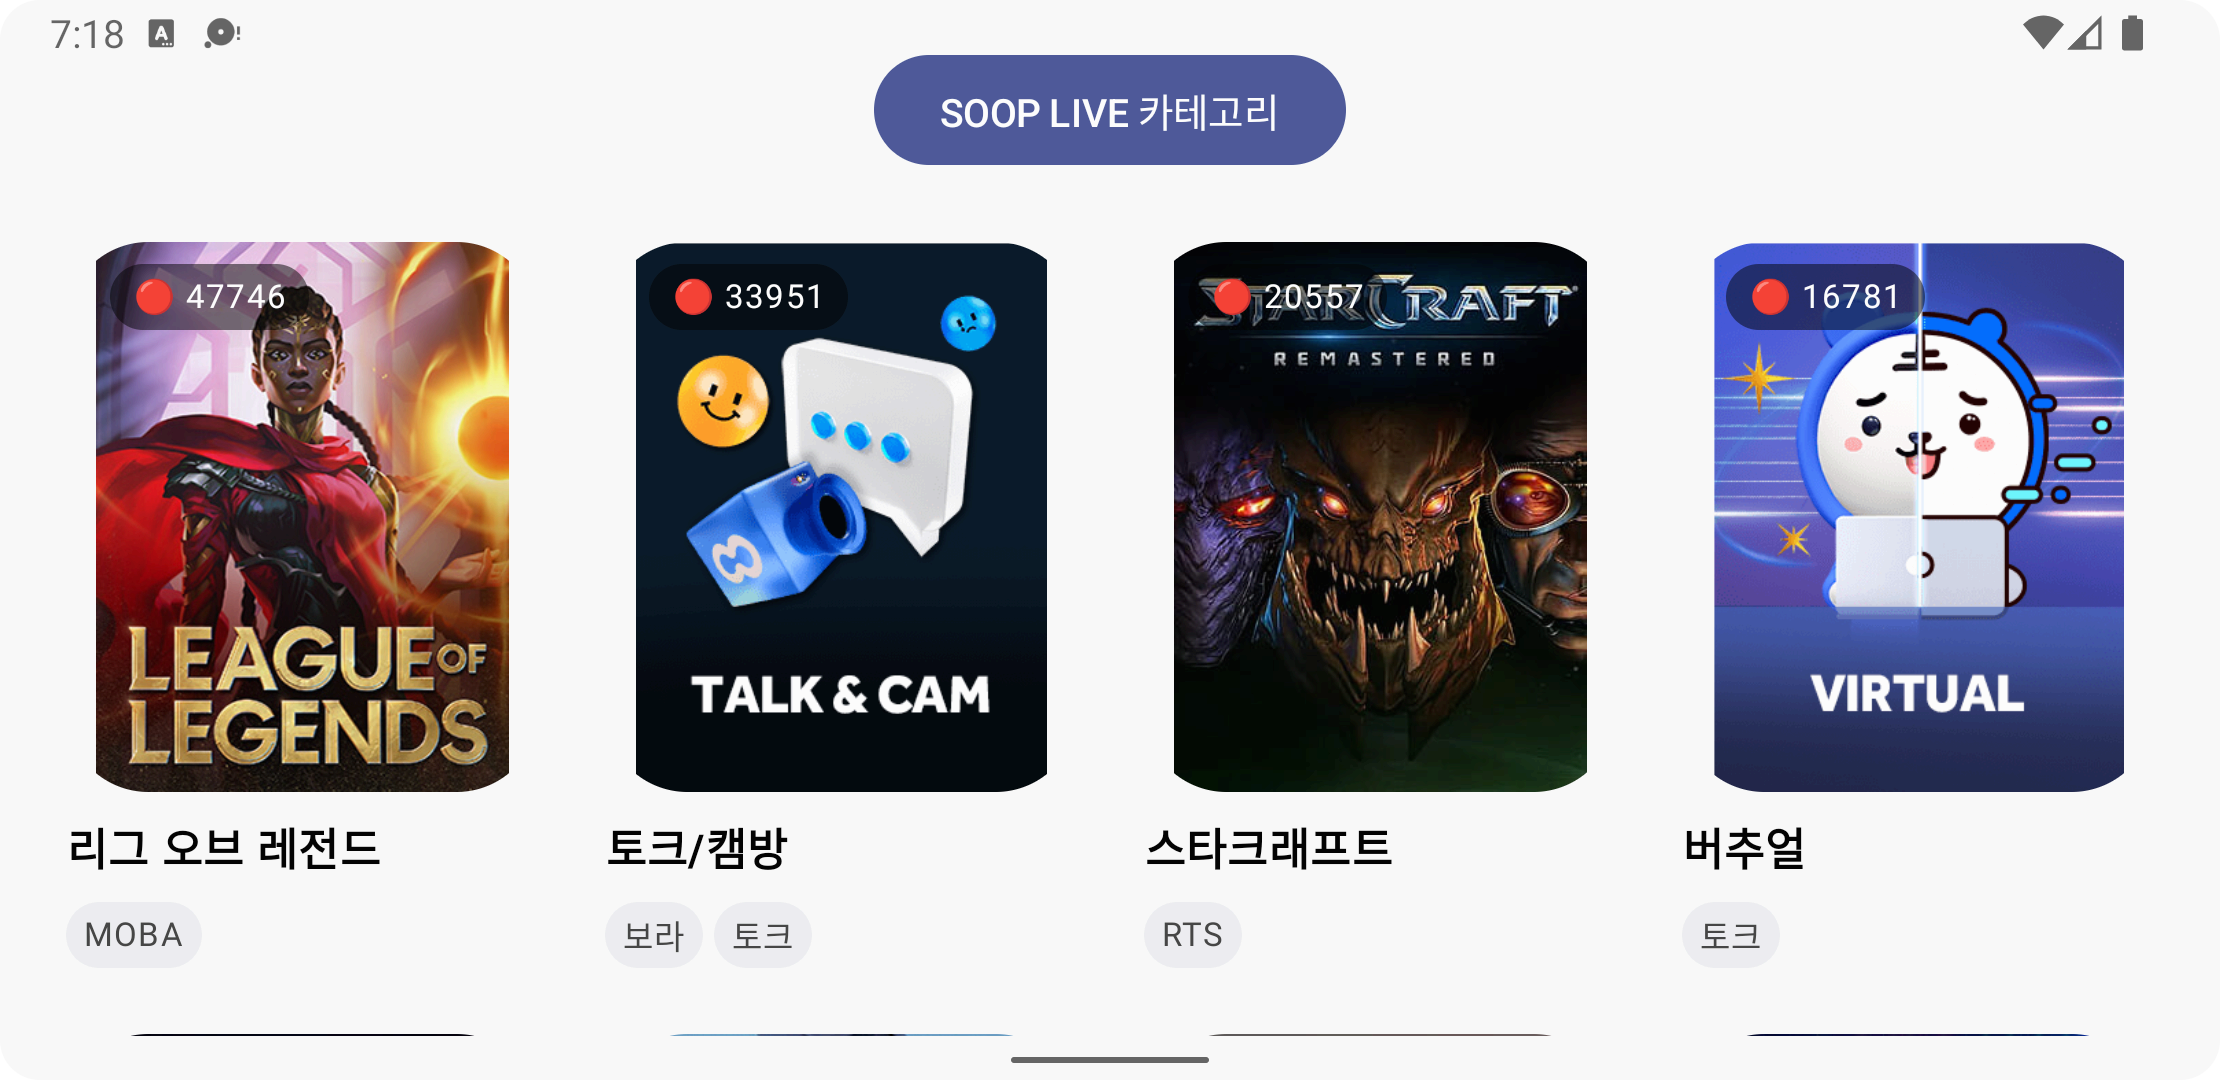 7:18
SOOP LIVE 카테고리
47746
LEAGUE OF
LEGENDS
리그 오브 레전드
MOBA
33951
TALK & CAM
토크/캠방
보라 토크
20557
STARCRAFT
REMASTERED
스타크래프트
RTS
16781
VIRTUAL
버추얼
토크